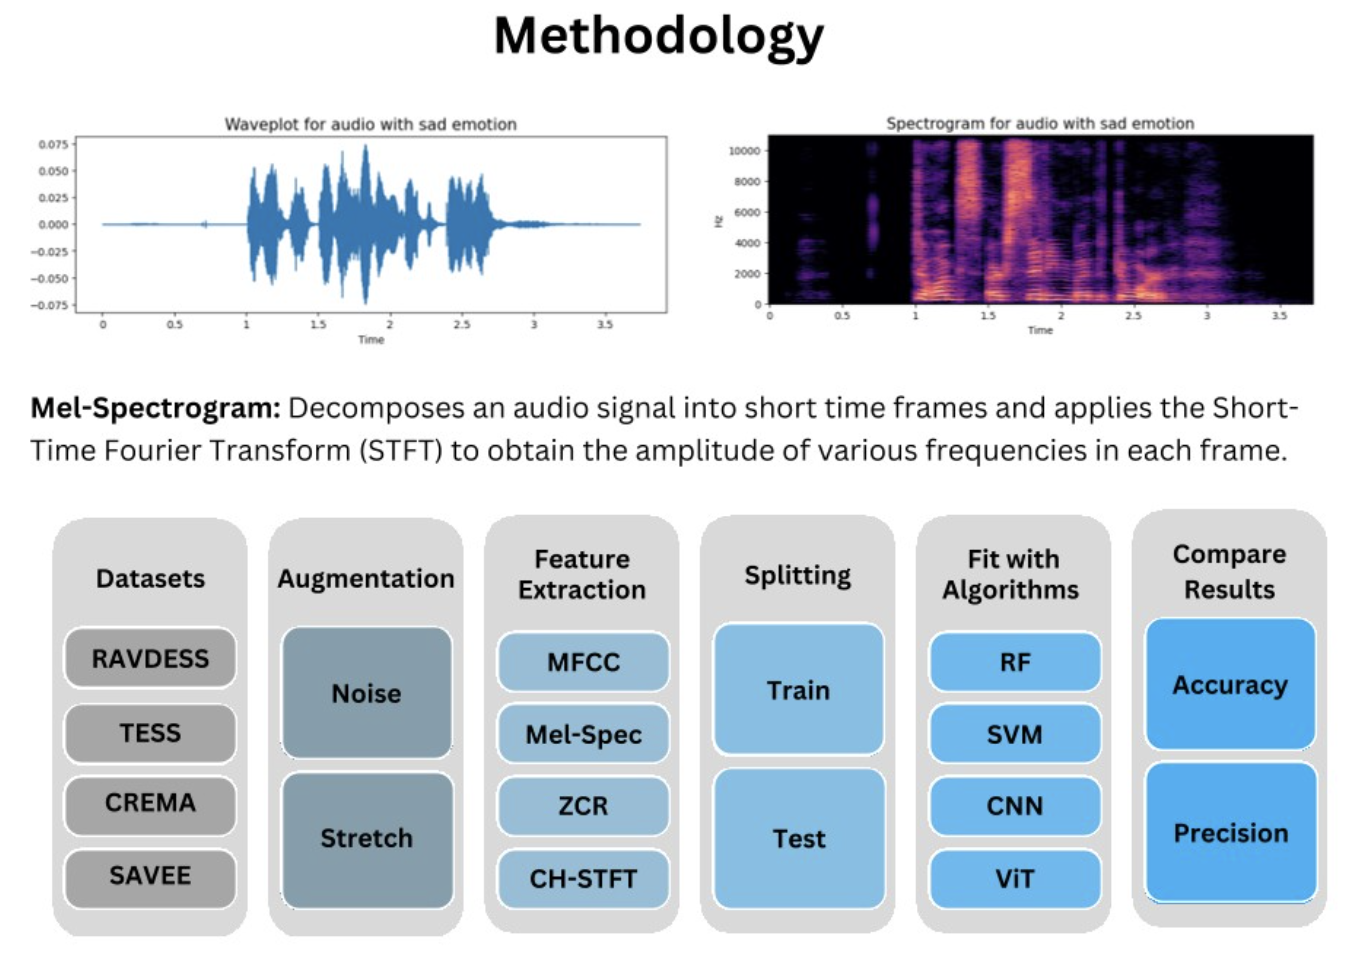 Methodology
Waveplot for audio with sad emotion
0.075
0.050
0.025
0.000
−0.025
−0.050
−0.075
0 0.5 1 1.5 2 2.5 3 3.5
Time
Spectrogram for audio with sad emotion
10000
8000
6000
4000
2000
0
Hz
0 0.5 1 1.5 2 2.5 3 3.5
Time
Mel-Spectrogram: Decomposes an audio signal into short time frames and applies the Short-
Time Fourier Transform (STFT) to obtain the amplitude of various frequencies in each frame.
Datasets
RAVDESS
TESS
CREMA
SAVEE
Augmentation
Noise
Stretch
Feature
Extraction
MFCC
Mel-Spec
ZCR
CH-STFT
Splitting
Train
Test
Fit with
Algorithms
RF
SVM
CNN
ViT
Compare
Results
Accuracy
Precision